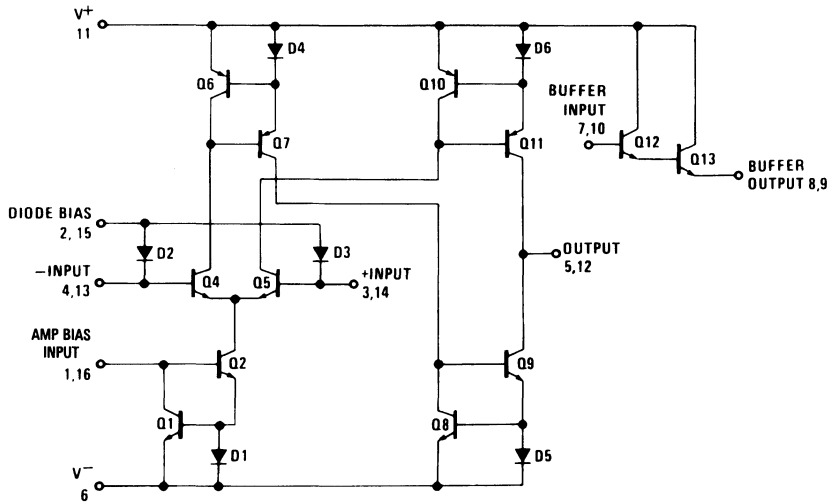 V+
11
D4
D6
Q6
Q10
BUFFER
INPUT
7,10
Q7
Q11
Q12
Q13
BUFFER
OUTPUT 8,9
DIODE BIAS
2, 15
D2
D3
OUTPUT
5,12
−INPUT
4,13
Q4
Q5
+INPUT
3,14
AMP BIAS
INPUT
1,16
Q2
Q9
Q1
Q8
D1
D5
V−
6